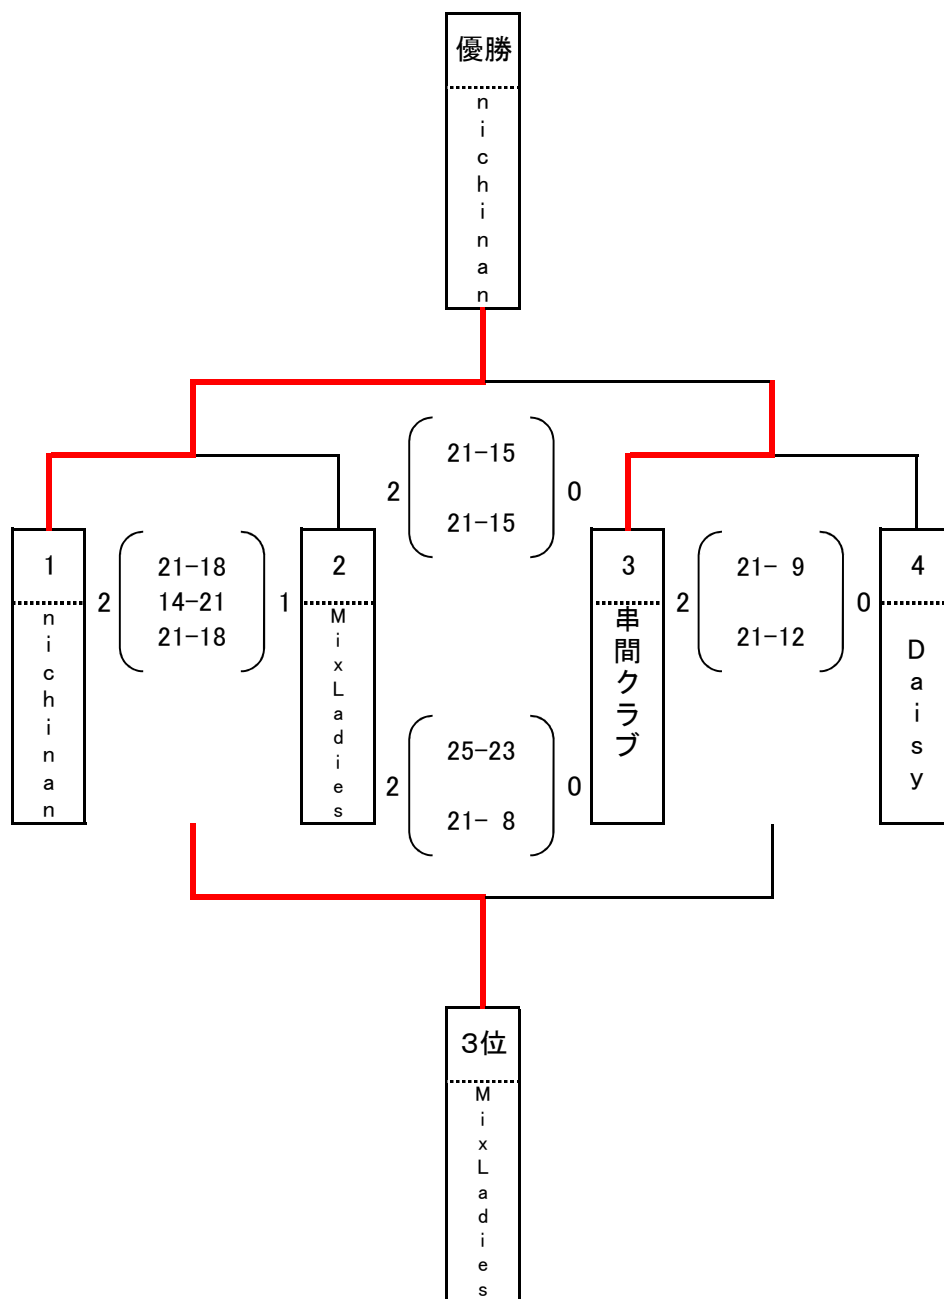 優勝
nichinan
21-15
2 0
21-15
1
2
3
4
21-18
14-21
21-18
2 1
21- 9
2 0
21-12
nichinan
MixLadies
串間クラブ
Daisy
25-23
2 0
21- 8
3位
MixLadies